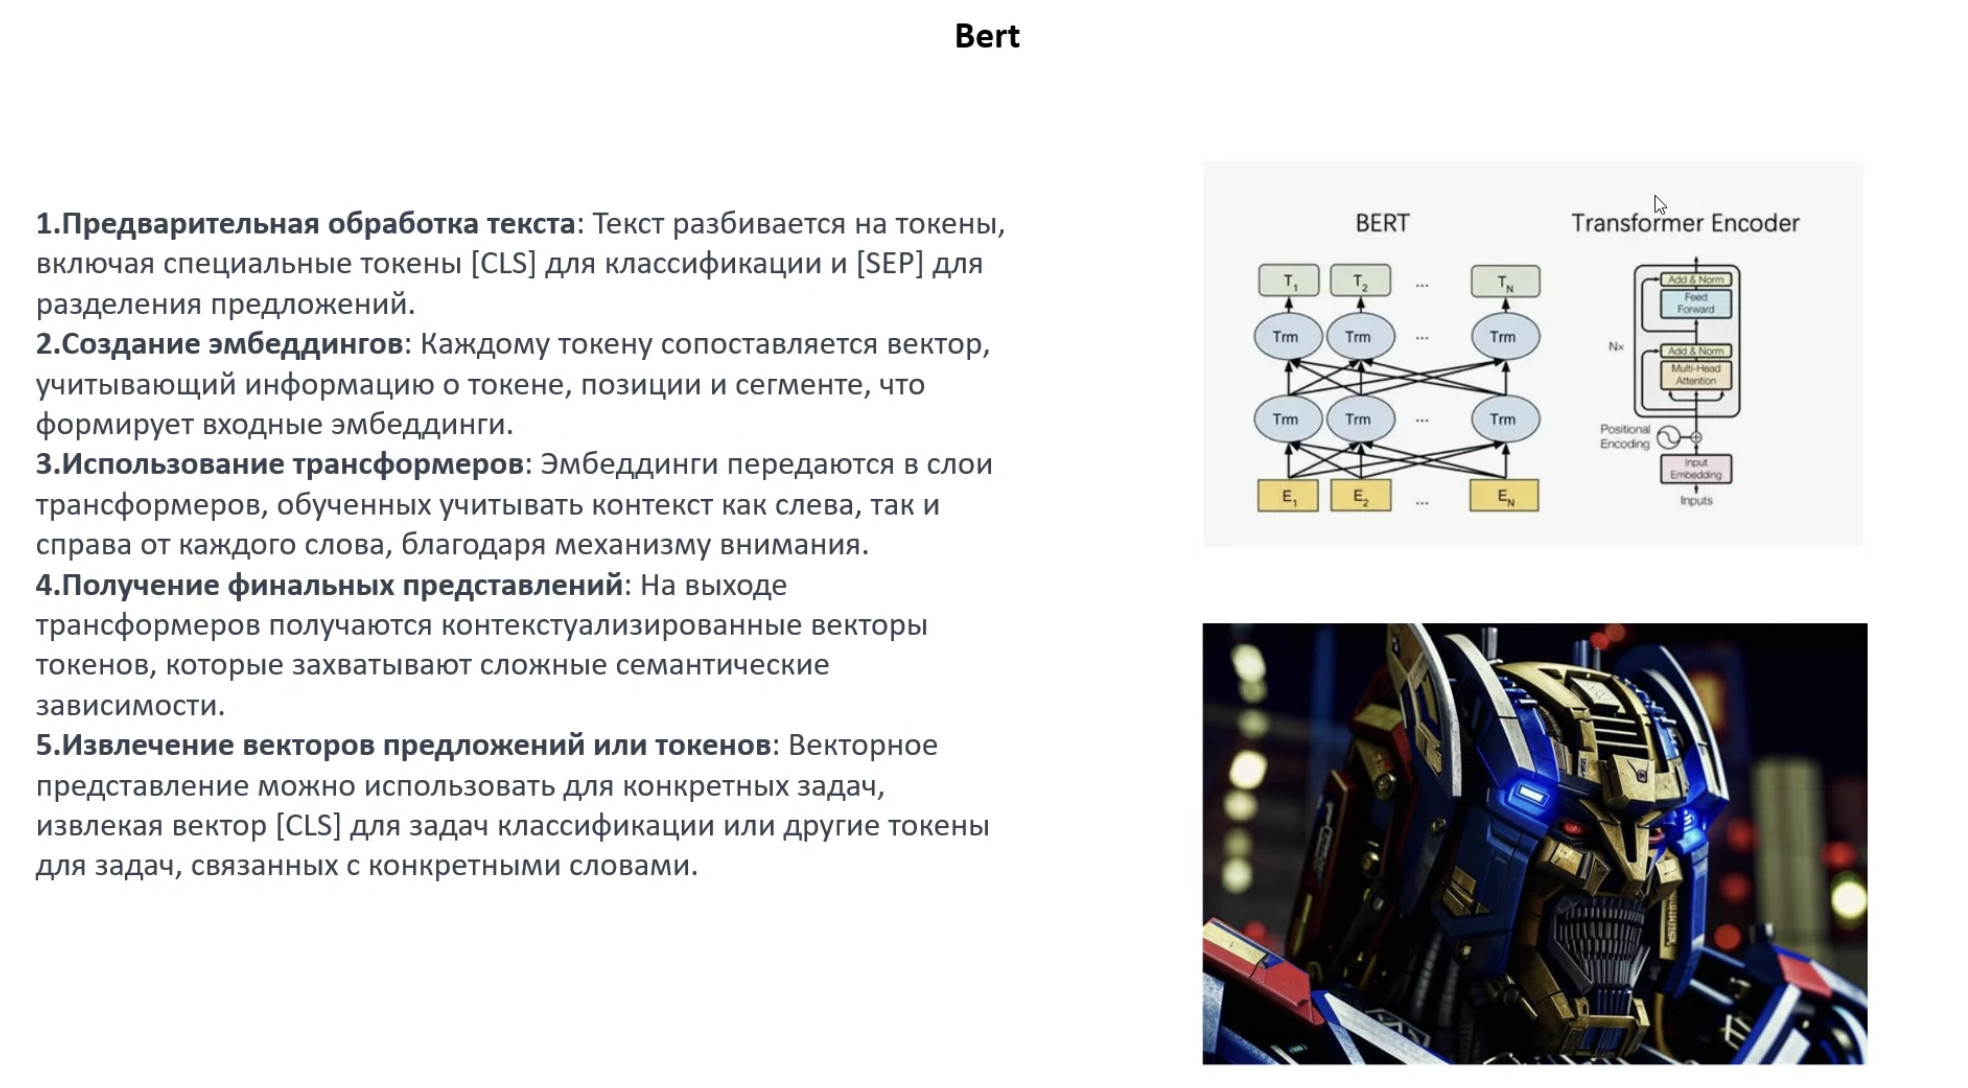 Bert
1.Предварительная обработка текста: Текст разбивается на токены,
включая специальные токены [CLS] для классификации и [SEP] для
разделения предложений.
2.Создание эмбеддингов: Каждому токену сопоставляется вектор,
учитывающий информацию о токене, позиции и сегменте, что
формирует входные эмбеддинги.
3.Использование трансформеров: Эмбеддинги передаются в слои
трансформеров, обученных учитывать контекст как слева, так и
справа от каждого слова, благодаря механизму внимания.
4.Получение финальных представлений: На выходе
трансформеров получаются контекстуализированные векторы
токенов, которые захватывают сложные семантические
зависимости.
5.Извлечение векторов предложений или токенов: Векторное
представление можно использовать для конкретных задач,
извлекая вектор [CLS] для задач классификации или другие токены
для задач, связанных с конкретными словами.
BERT
T1 T2 ... TN
Trm Trm ... Trm
Trm Trm ... Trm
E1 E2 ... EN
Transformer Encoder
Add & Norm
Feed
Forward
Nx
Add & Norm
Multi-Head
Attention
Positional
Encoding
Input
Embedding
Inputs